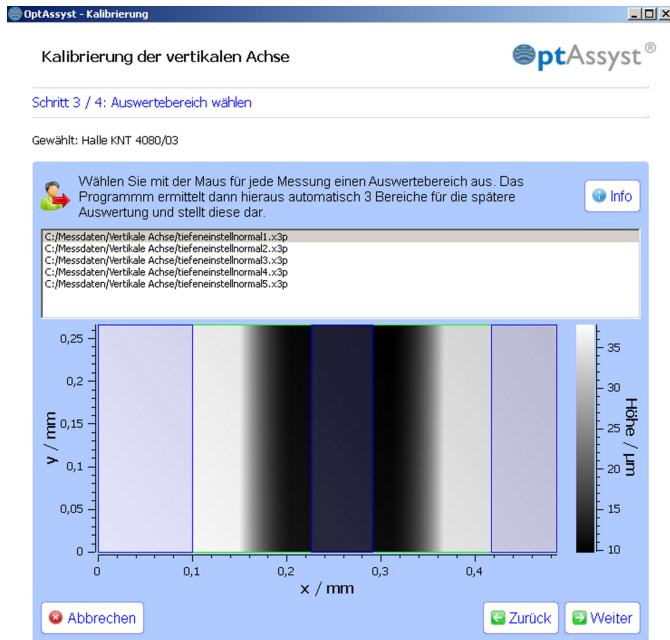 OptAssyst - Kalibrierung
Kalibrierung der vertikalen Achse
OptAssyst®
Schritt 3 / 4: Auswertebereich wählen
Gewählt: Halle KNT 4080/03
Wählen Sie mit der Maus für jede Messung einen Auswertebereich aus. Das
Programmm ermittelt dann hieraus automatisch 3 Bereiche für die spätere
Auswertung und stellt diese dar.
Info
C:/Messdaten/Vertikale Achse/tiefeneinstellnormal1.x3p
C:/Messdaten/Vertikale Achse/tiefeneinstellnormal2.x3p
C:/Messdaten/Vertikale Achse/tiefeneinstellnormal3.x3p
C:/Messdaten/Vertikale Achse/tiefeneinstellnormal4.x3p
C:/Messdaten/Vertikale Achse/tiefeneinstellnormal5.x3p
y / mm
0,25
0,2
0,15
0,1
0,05
0
0
0,1
0,2
0,3
0,4
x / mm
35
30
25
20
15
10
Höhe / µm
Abbrechen
Zurück
Weiter